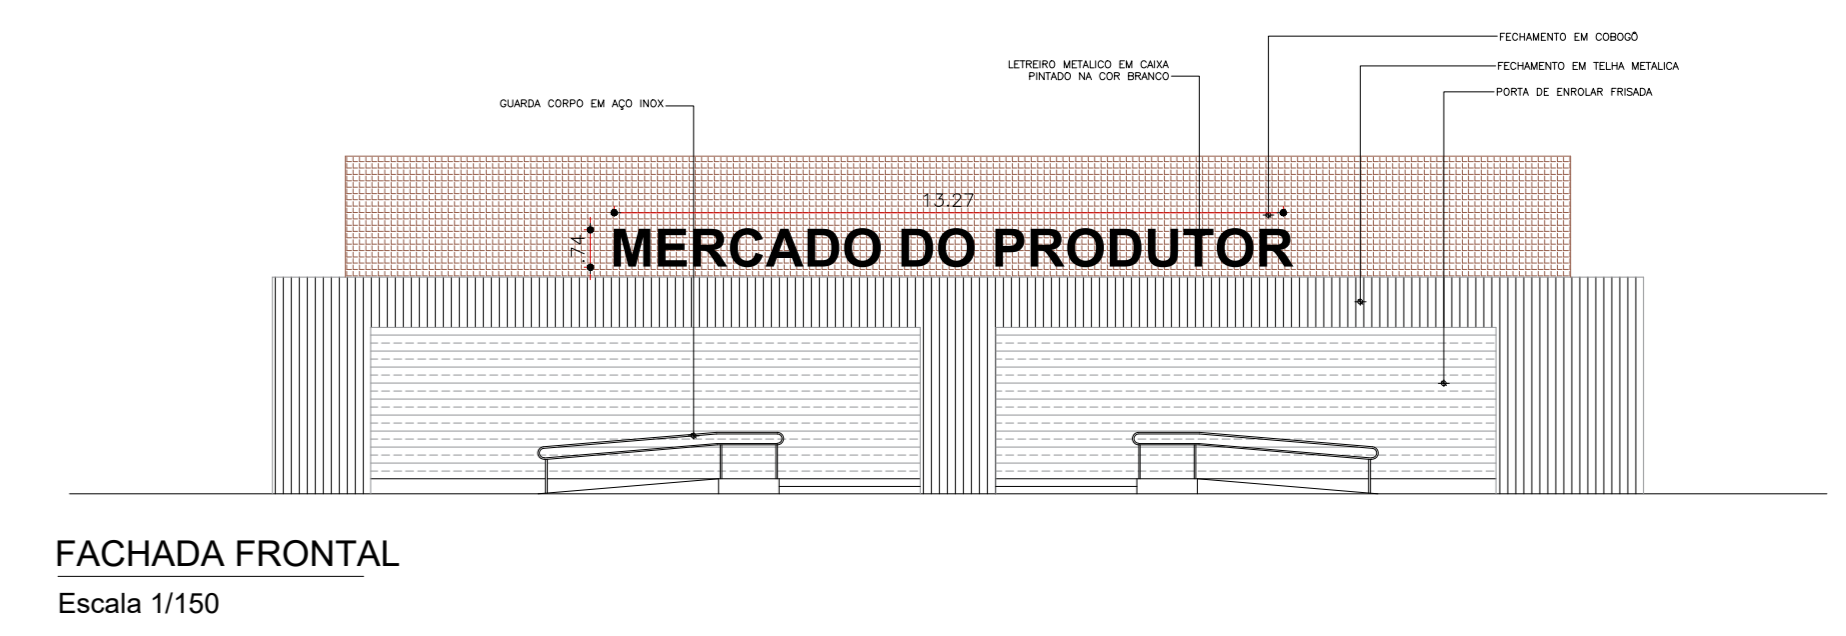 FECHAMENTO EM COBOGÔ
LETREIRO METALICO EM CAIXA
PINTADO NA COR BRANCO
FECHAMENTO EM TELHA METALICA
PORTA DE ENROLAR FRISADA
GUARDA CORPO EM AÇO INOX
13.27
.74
MERCADO DO PRODUTOR
FACHADA FRONTAL
Escala 1/150